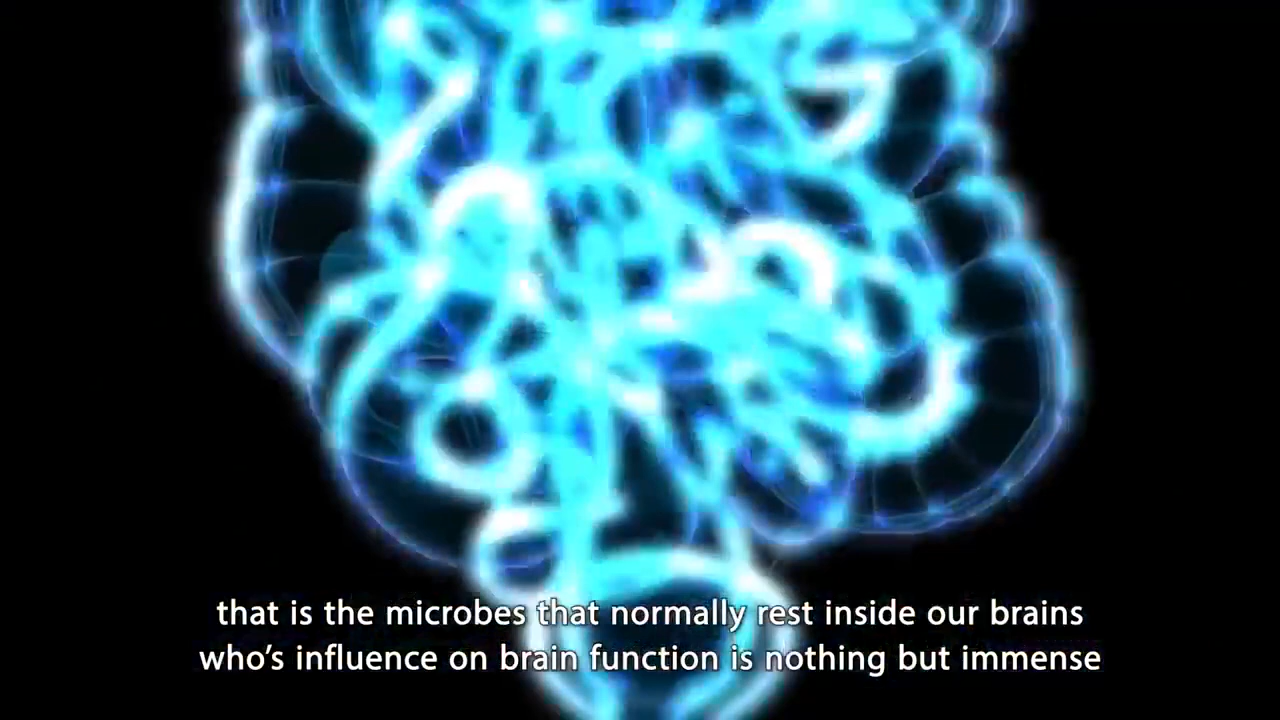 that is the microbes that normally rest inside our brains
who's influence on brain function is nothing but immense